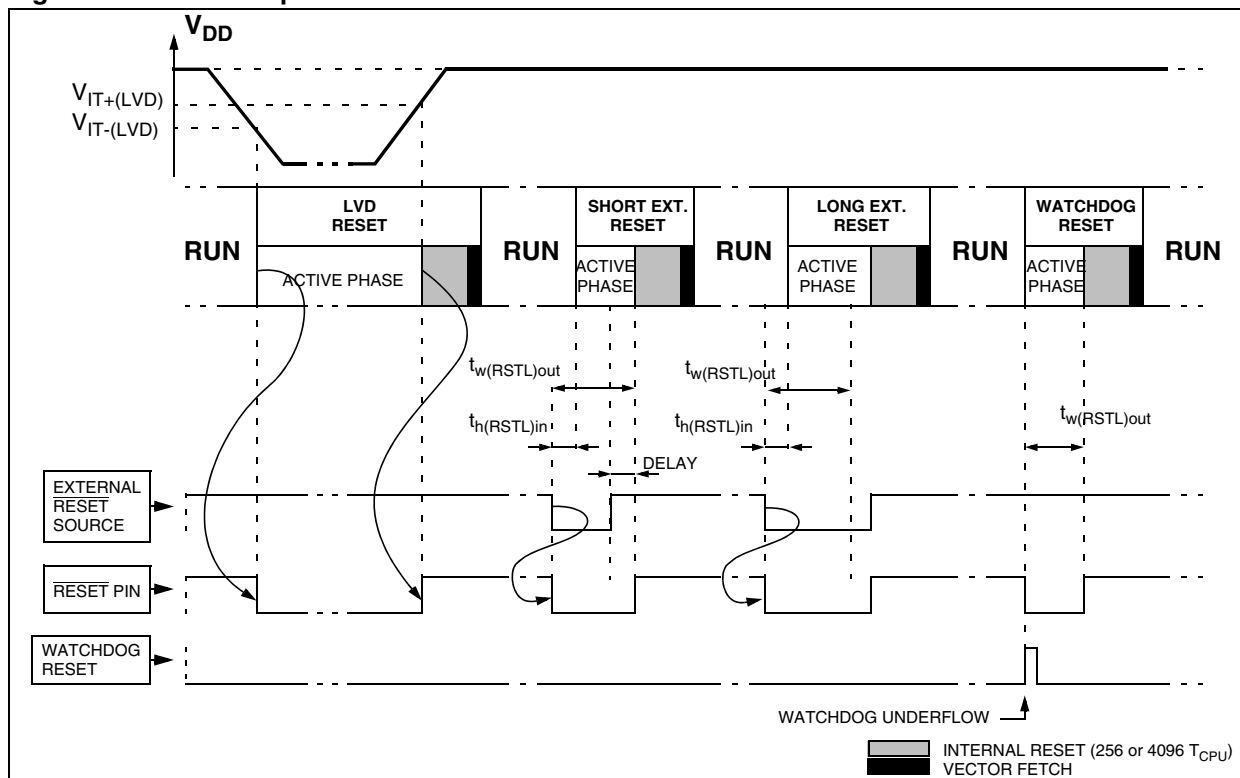 V_DD
V_IT+(LVD)
V_IT-(LVD)
LVD
RESET
SHORT EXT.
RESET
LONG EXT.
RESET
WATCHDOG
RESET
RUN
RUN
RUN
RUN
RUN
ACTIVE PHASE
ACTIVE
PHASE
ACTIVE
PHASE
ACTIVE
PHASE
t_w(RSTL)out
t_w(RSTL)out
t_h(RSTL)in
t_h(RSTL)in
t_w(RSTL)out
DELAY
EXTERNAL
RESET
SOURCE
RESET PIN
WATCHDOG
RESET
WATCHDOG UNDERFLOW
INTERNAL RESET (256 or 4096 T_CPU)
VECTOR FETCH